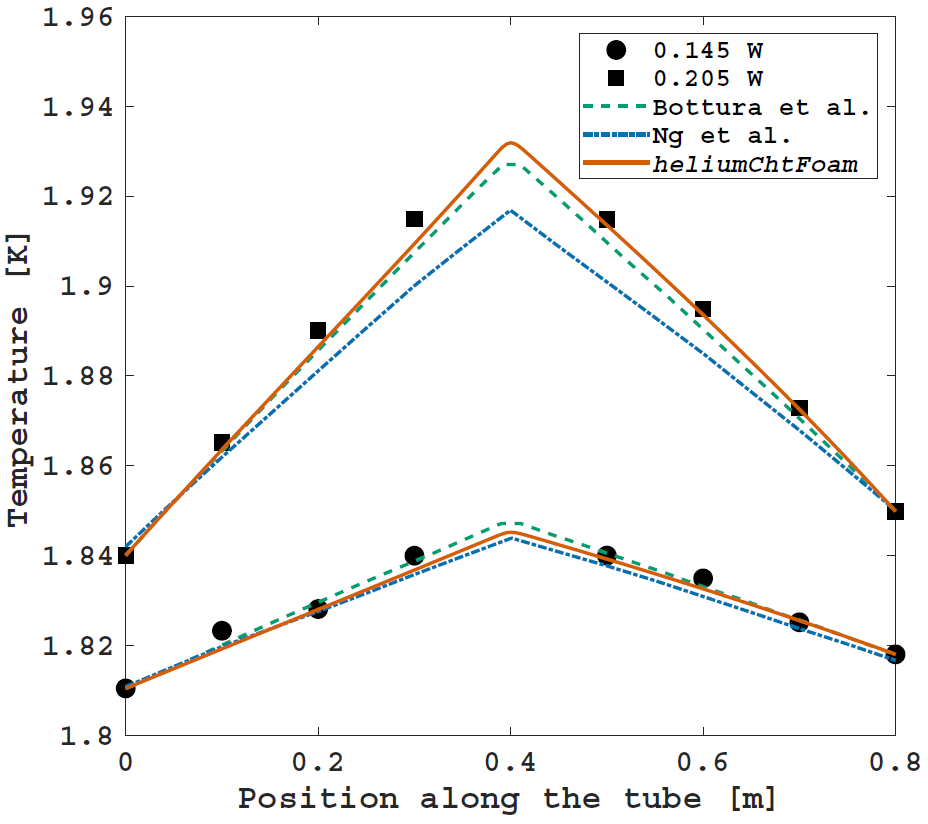 1.96
1.94
1.92
1.9
1.88
1.86
1.84
1.82
1.8
Temperature [K]
0.145 W
0.205 W
Bottura et al.
Ng et al.
heliumChtFoam
0
0.2
0.4
0.6
0.8
Position along the tube [m]